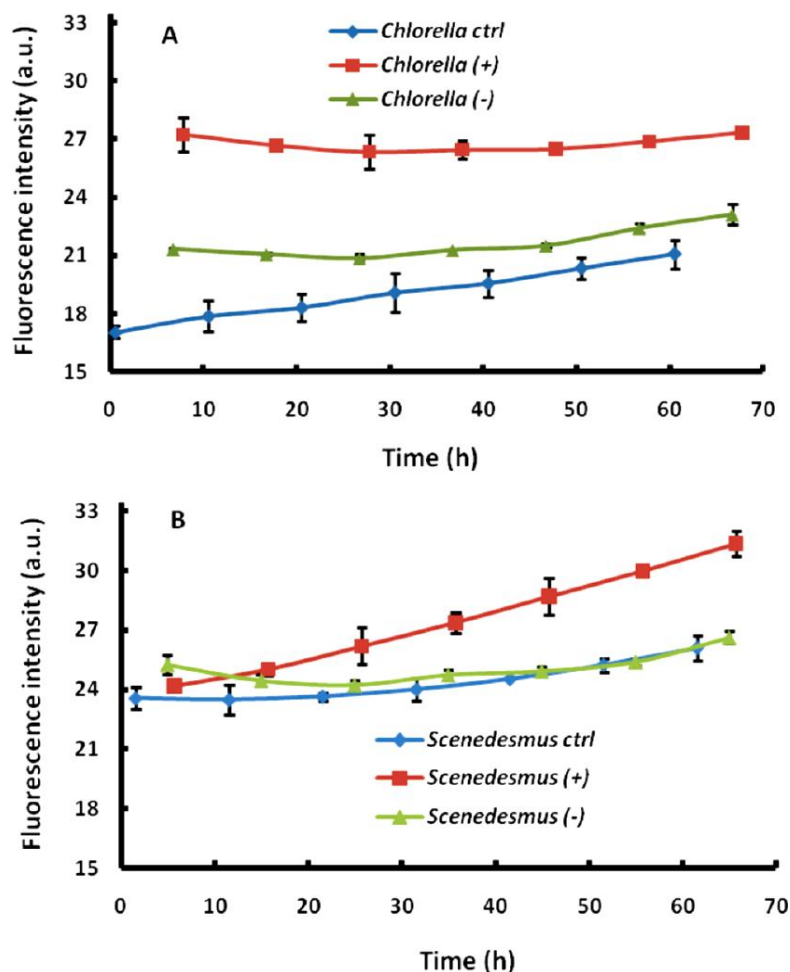 33
A
Chlorella ctrl
Chlorella (+)
Chlorella (-)
30
27
24
21
18
15
Fluorescence intensity (a.u.)
0 10 20 30 40 50 60 70
Time (h)
33
B
30
27
24
21
18
15
Fluorescence intensity (a.u.)
Scenedesmus ctrl
Scenedesmus (+)
Scenedesmus (-)
0 10 20 30 40 50 60 70
Time (h)